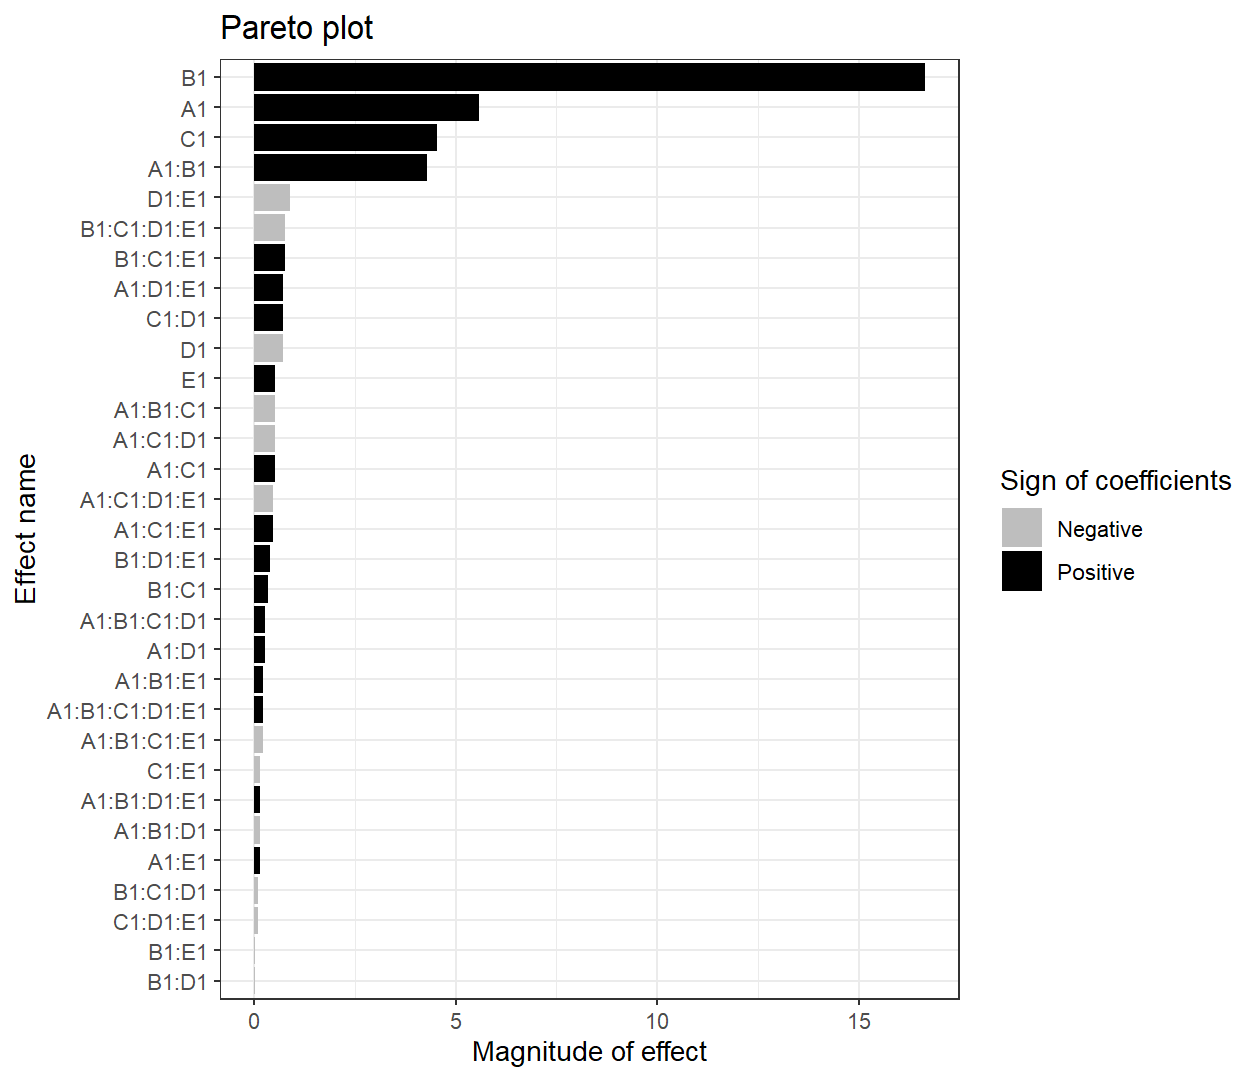 Pareto plot
B1
A1
C1
A1:B1
D1:E1
B1:C1:D1:E1
B1:C1:E1
A1:D1:E1
C1:D1
D1
E1
A1:B1:C1
A1:C1:D1
A1:C1
A1:C1:D1:E1
A1:C1:E1
B1:D1:E1
B1:C1
A1:B1:C1:D1
A1:D1
A1:B1:E1
A1:B1:C1:D1:E1
A1:B1:C1:E1
C1:E1
A1:B1:D1:E1
A1:B1:D1
A1:E1
B1:C1:D1
C1:D1:E1
B1:E1
B1:D1
Effect name
0 5 10 15
Magnitude of effect
Sign of coefficients
Negative
Positive